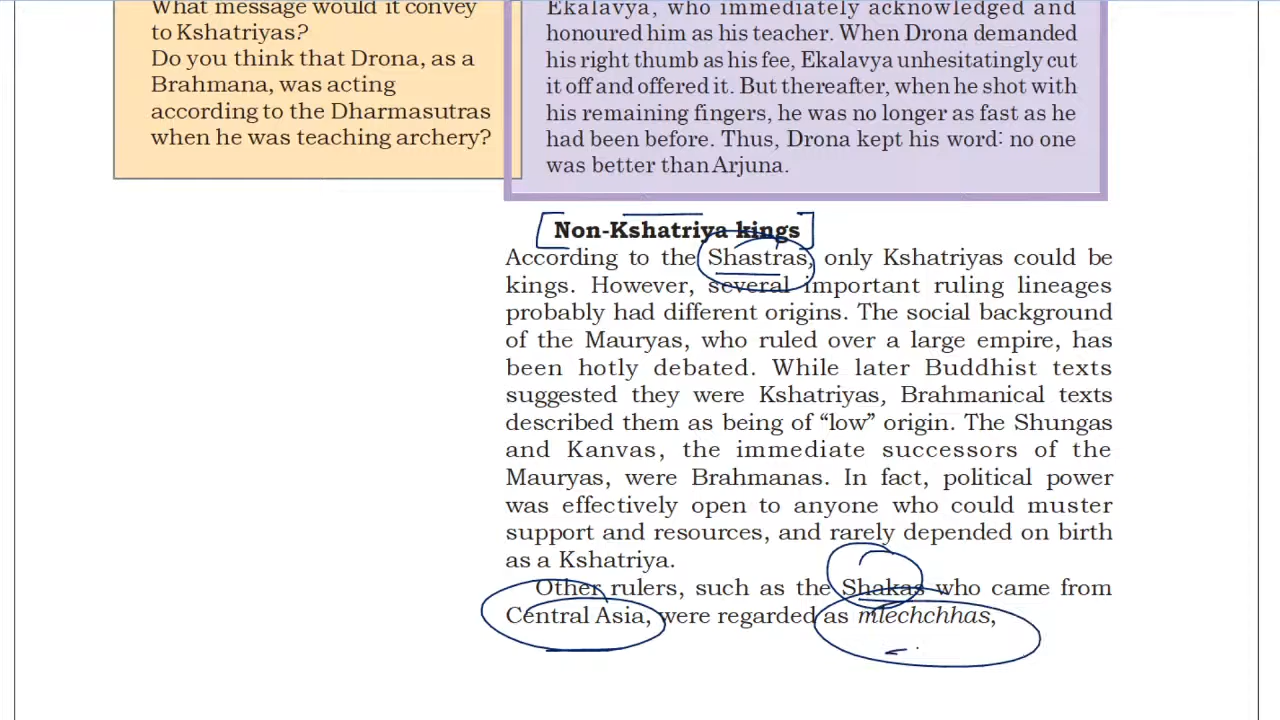 What message would it convey
to Kshatriyas?
Do you think that Drona, as a
Brahmana, was acting
according to the Dharmasutras
when he was teaching archery?
Ekalavya, who immediately acknowledged and
honoured him as his teacher. When Drona demanded
his right thumb as his fee, Ekalavya unhesitatingly cut
it off and offered it. But thereafter, when he shot with
his remaining fingers, he was no longer as fast as he
had been before. Thus, Drona kept his word: no one
was better than Arjuna.
Non-Kshatriya kings
According to the Shastras, only Kshatriyas could be
kings. However, several important ruling lineages
probably had different origins. The social background
of the Mauryas, who ruled over a large empire, has
been hotly debated. While later Buddhist texts
suggested they were Kshatriyas, Brahmanical texts
described them as being of “low” origin. The Shungas
and Kanvas, the immediate successors of the
Mauryas, were Brahmanas. In fact, political power
was effectively open to anyone who could muster
support and resources, and rarely depended on birth
as a Kshatriya.
Other rulers, such as the Shakas who came from
Central Asia, were regarded as mlechchhas,